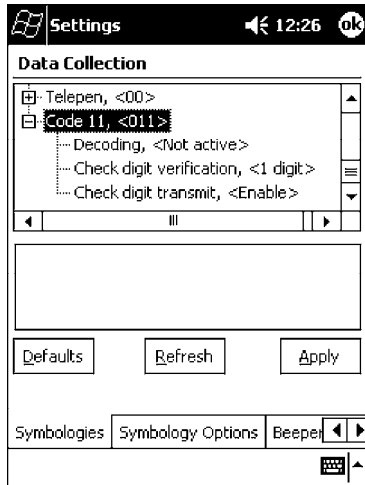 Settings 12:26 ok
Data Collection
Telepen, <00>
Code 11, <011>
Decoding, <Not active>
Check digit verification, <1 digit>
Check digit transmit, <Enable>
Defaults Refresh Apply
Symbologies Symbology Options Beeper